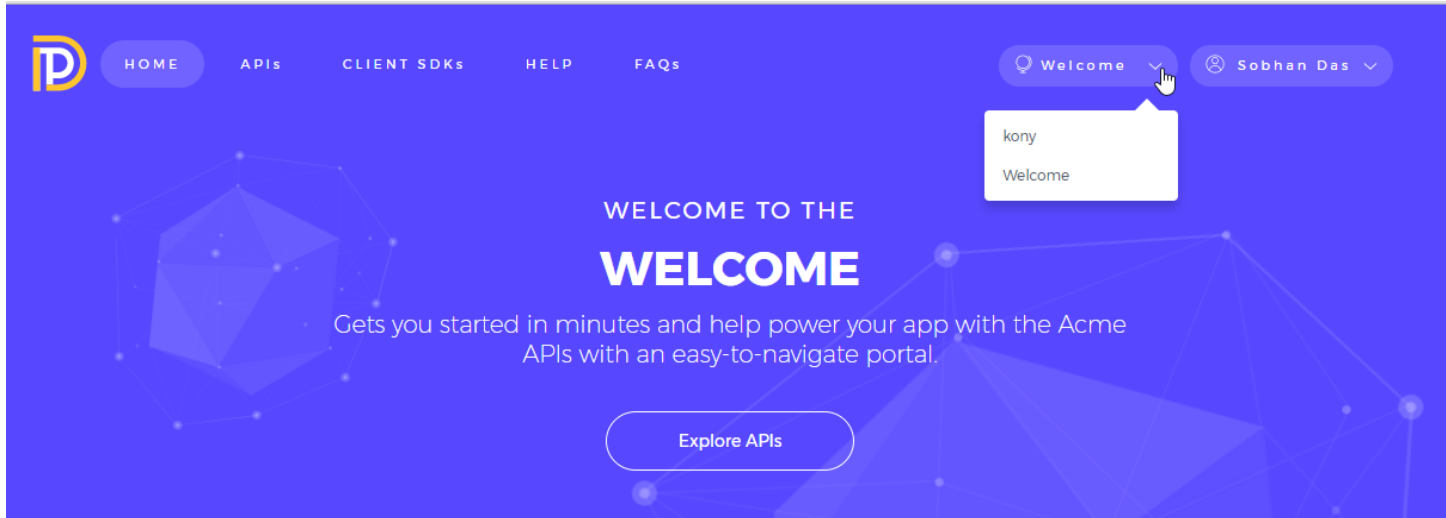 HOME APIs CLIENT SDKs HELP FAQs Welcome Sobhan Das
kony
Welcome
WELCOME TO THE
WELCOME
Gets you started in minutes and help power your app with the Acme
APIs with an easy-to-navigate portal.
Explore APIs